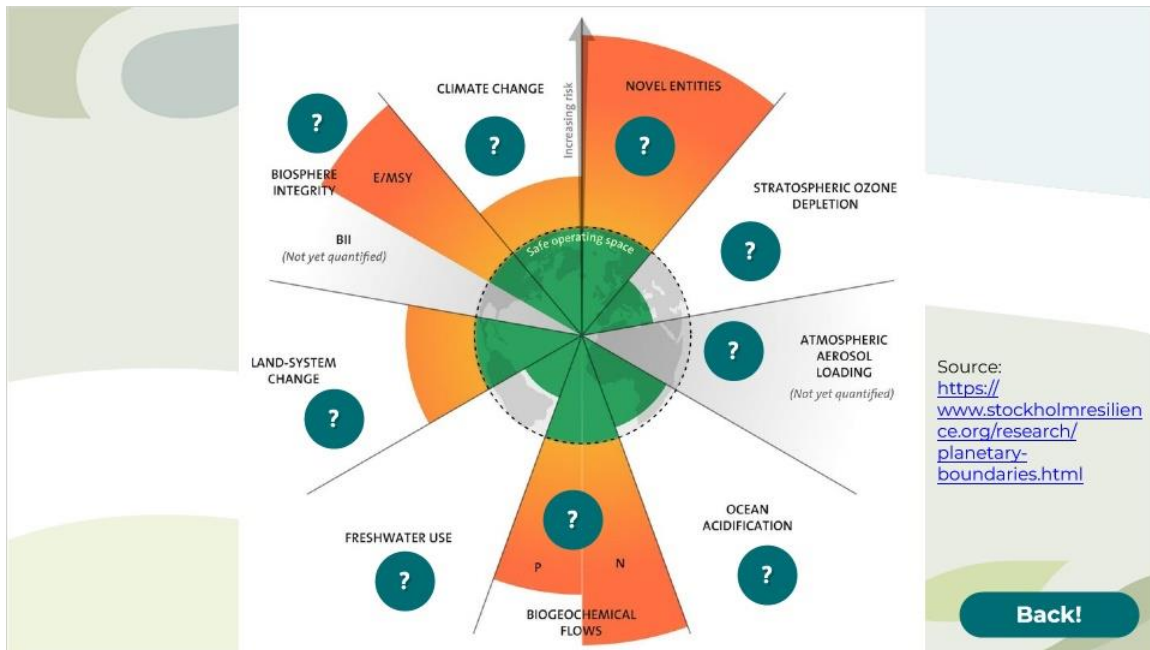 CLIMATE CHANGE
?
Increasing risk
NOVEL ENTITIES
?
?
BIOSPHERE
INTEGRITY
E/MSY
BII
(Not yet quantified)
Safe operating space
STRATOSPHERIC OZONE
DEPLETION
?
LAND-SYSTEM
CHANGE
?
?
ATMOSPHERIC
AEROSOL
LOADING
(Not yet quantified)
FRESHWATER USE
?
?
P
N
BIOGEOCHEMICAL
FLOWS
OCEAN
ACIDIFICATION
?
Source:
https://
www.stockholmresilien
ce.org/research/
planetary-
boundaries.html
Back!